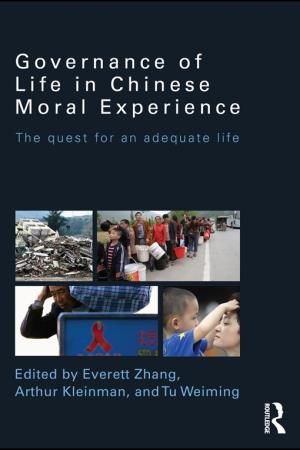 Governance of
Life in Chinese
Moral Experience
The quest for an adequate life
Edited by Everett Zhang,
Arthur Kleinman, and Tu Weiming
ROUTLEDGE